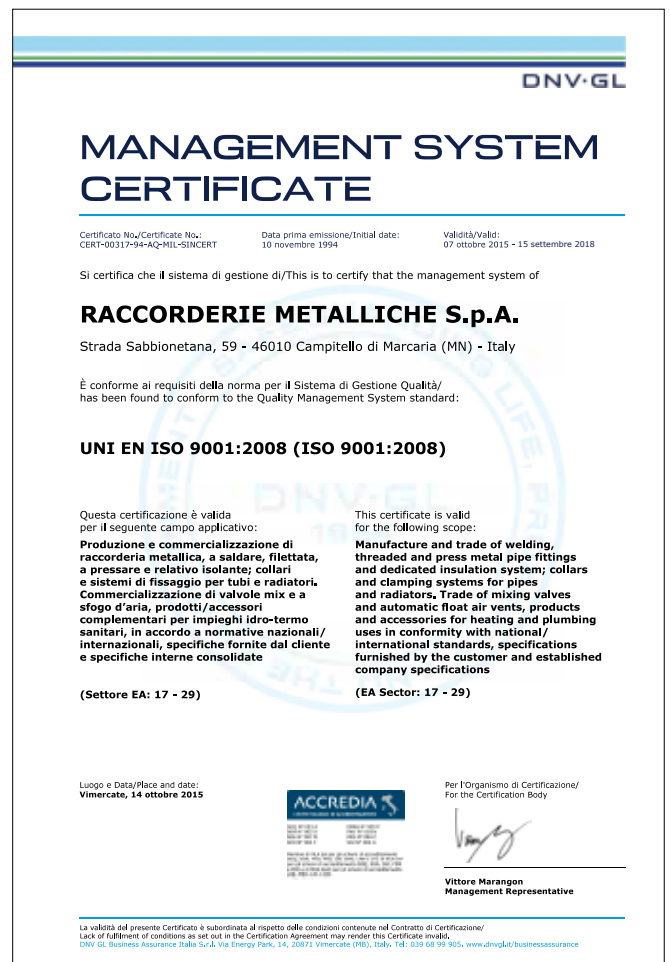 DNV·GL
MANAGEMENT SYSTEM
CERTIFICATE
Certificato No./Certificate No.:
CERT-00317-94-AQ-MIL-SINCERT
Data prima emissione/Initial date:
10 novembre 1994
Validità/Valid:
07 ottobre 2015 - 15 settembre 2018
Si certifica che il sistema di gestione di/This is to certify that the management system of
RACCORDERIE METALLICHE S.p.A.
Strada Sabbionetana, 59 - 46010 Campitello di Marcaria (MN) - Italy
È conforme ai requisiti della norma per il Sistema di Gestione Qualità/
has been found to conform to the Quality Management System standard:
UNI EN ISO 9001:2008 (ISO 9001:2008)
Questa certificazione è valida
per il seguente campo applicativo:
Produzione e commercializzazione di
raccorderia metallica, a saldare, filettata,
a pressare e relativo isolante; collari
e sistemi di fissaggio per tubi e radiatori.
Commercializzazione di valvole mix e a
sfogo d'aria, prodotti/accessori
complementari per impieghi idro-termo
sanitari, in accordo a normative nazionali/
internazionali, specifiche fornite dal cliente
e specifiche interne consolidate
(Settore EA: 17 - 29)
This certificate is valid
for the following scope:
Manufacture and trade of welding,
threaded and press metal pipe fittings
and dedicated insulation system; collars
and clamping systems for pipes
and radiators. Trade of mixing valves
and automatic float air vents, products
and accessories for heating and plumbing
uses in conformity with national/
international standards, specifications
furnished by the customer and established
company specifications
(EA Sector: 17 - 29)
Luogo e Data/Place and date:
Vimercate, 14 ottobre 2015
ACCREDIA
Per l'Organismo di Certificazione/
For the Certification Body
Vittore Marangon
Management Representative
La validità del presente Certificato è subordinata al rispetto delle condizioni contenute nel Contratto di Certificazione/
Lack of fulfilment of conditions as set out in the Certification Agreement may render this Certificate invalid.
DNV GL Business Assurance Italia S.r.l. Via Energy Park, 14, 20871 Vimercate (MB), Italy. Tel: 039 68 99 905. www.dnvgl.it/businessassurance